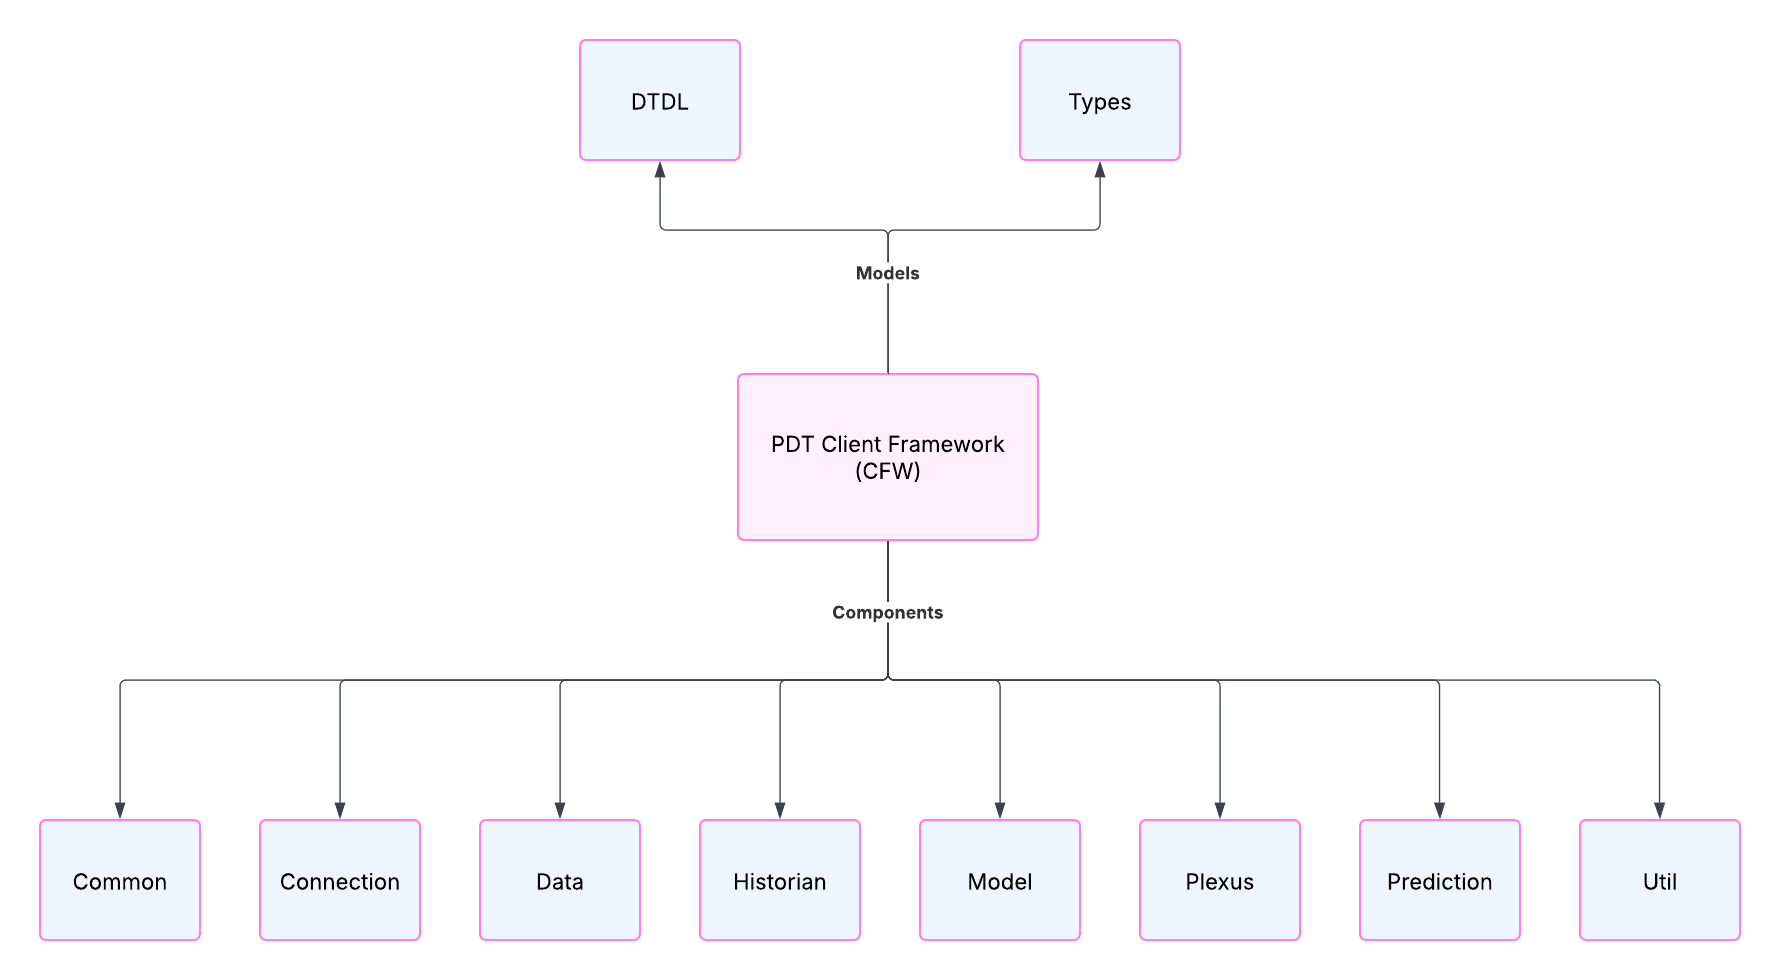 DTDL
Types
Models
PDT Client Framework
(CFW)
Components
Common
Connection
Data
Historian
Model
Plexus
Prediction
Util